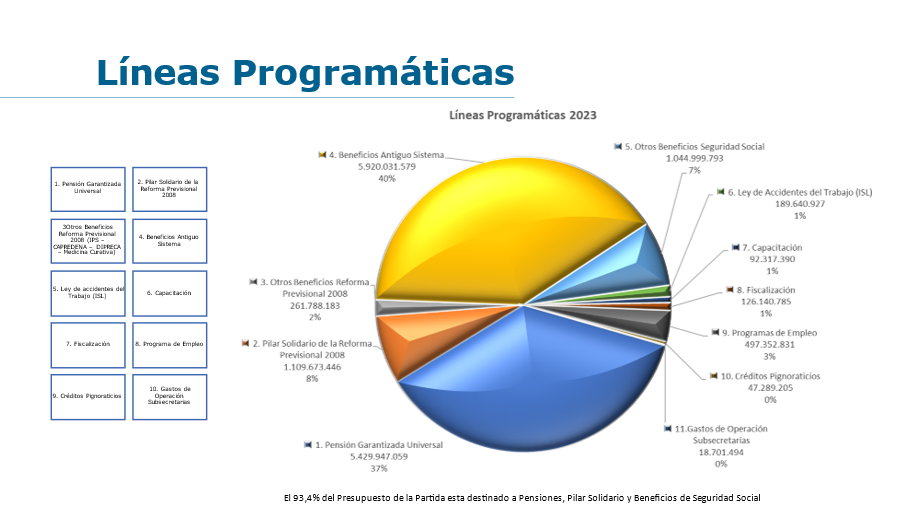 Líneas Programáticas
Líneas Programáticas 2023
1. Pensión Garantizada
Universal
2. Pilar Solidario de la
Reforma Previsional
2008
3Otros Beneficios
Reforma Previsional
2008 (IPS –
CAPREDENA – DIPRECA
– Medicina Curativa)
4. Beneficios Antiguo
Sistema
5. Ley de accidentes del
Trabajo (ISL)
6. Capacitación
7. Fiscalización
8. Programa de Empleo
9. Créditos Pignoraticios
10. Gastos de
Operación
Subsecretarías
4. Beneficios Antiguo Sistema
5.920.031.579
40%
5. Otros Beneficios Seguridad Social
1.044.999.793
7%
6. Ley de Accidentes del Trabajo (ISL)
189.640.927
1%
7. Capacitación
92.317.390
1%
8. Fiscalización
126.140.785
1%
9. Programas de Empleo
497.352.831
3%
10. Créditos Pignoraticios
47.289.205
0%
11.Gastos de Operación
Subsecretarías
18.701.494
0%
3. Otros Beneficios Reforma
Previsional 2008
261.788.183
2%
2. Pilar Solidario de la Reforma
Previsional 2008
1.109.673.446
8%
1. Pensión Garantizada Universal
5.429.947.059
37%
El 93,4% del Presupuesto de la Partida esta destinado a Pensiones, Pilar Solidario y Beneficios de Seguridad Social